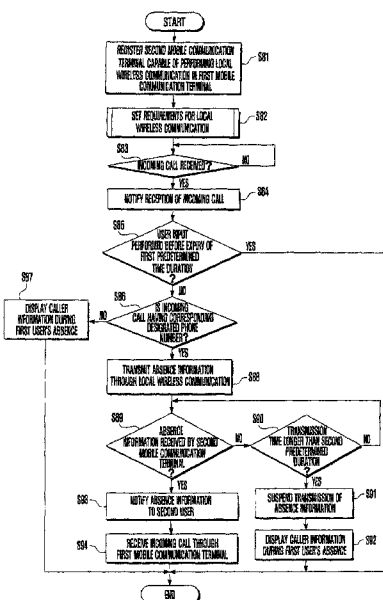 START
REGISTER SECOND MOBILE COMMUNICATION
TERMINAL CAPABLE OF PERFORMING LOCAL
WIRELESS COMMUNICATION IN FIRST MOBILE
COMMUNICATION TERMINAL
S81
SET REQUIREMENTS FOR LOCAL
WIRELESS COMMUNICATION
S82
S83
INCOMING CALL RECEIVED?
NO
YES
NOTIFY RECEPTION OF INCOMING CALL
S84
S85
USER INPUT
PERFORMED BEFORE EXPIRY OF
FIRST PREDETERMINED
TIME DURATION
?
YES
NO
S97
DISPLAY CALLER
INFORMATION DURING
FIRST USER'S ABSENCE
S86
IS INCOMING
CALL HAVING CORRESPONDING
DESIGNATED PHONE
NUMBER?
NO
YES
TRANSMIT ABSENCE INFORMATION
THROUGH LOCAL WIRELESS COMMUNICATION
S88
S89
ABSENCE
INFORMATION RECEIVED BY SECOND
MOBILE COMMUNICATION
TERMINAL
?
NO
YES
S90
TRANSMISSION
TIME LONGER THAN SECOND
PREDETERMINED
DURATION
?
NO
YES
S93
NOTIFY ABSENCE INFORMATION
TO SECOND USER
SUSPEND TRANSMISSION OF
ABSENCE INFORMATION
S91
S94
RECEIVE INCOMING CALL THROUGH
FIRST MOBILE COMMUNICATION TERMINAL
DISPLAY CALLER INFORMATION
DURING FIRST USER'S ABSENCE
S92
END